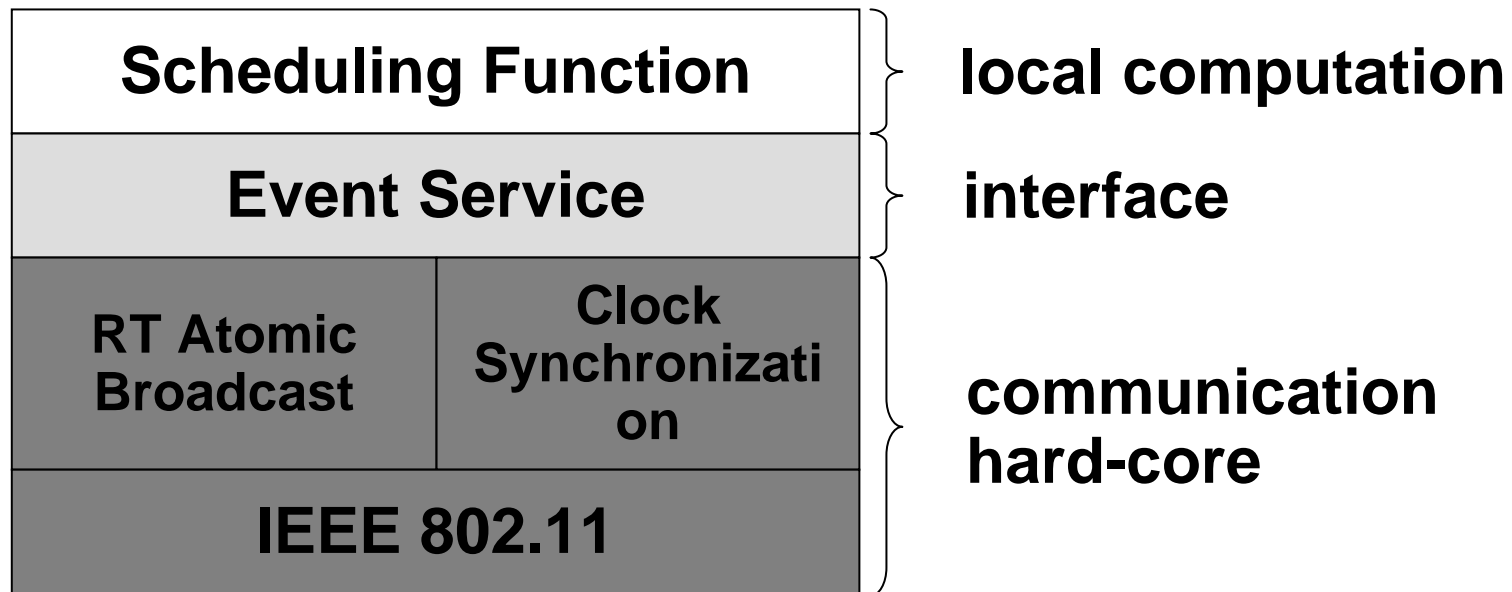 Scheduling Function
local computation
Event Service
interface
RT Atomic
Broadcast
Clock
Synchronizati
on
communication
hard-core
IEEE 802.11